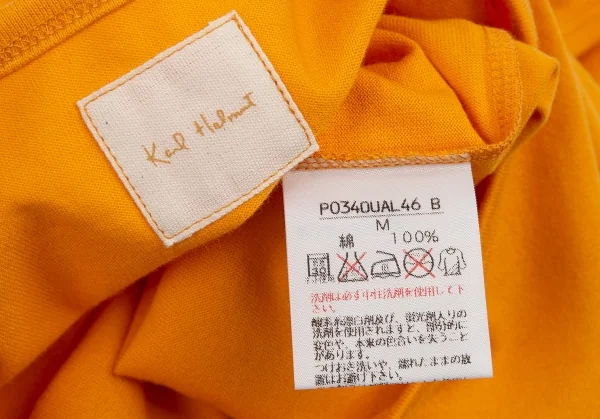 Karl Helmut
P0340UAL46 B
M
綿 100%
洗剤は必ず中性洗剤を使用して下
さい。
酸素系漂白剤及び、蛍光剤入りの
洗剤を使用されますと、部分的に
変色や、本来の色合いを失うこと
があります。
つけおき洗いや、濡れたままの放
置はお避け下さい。